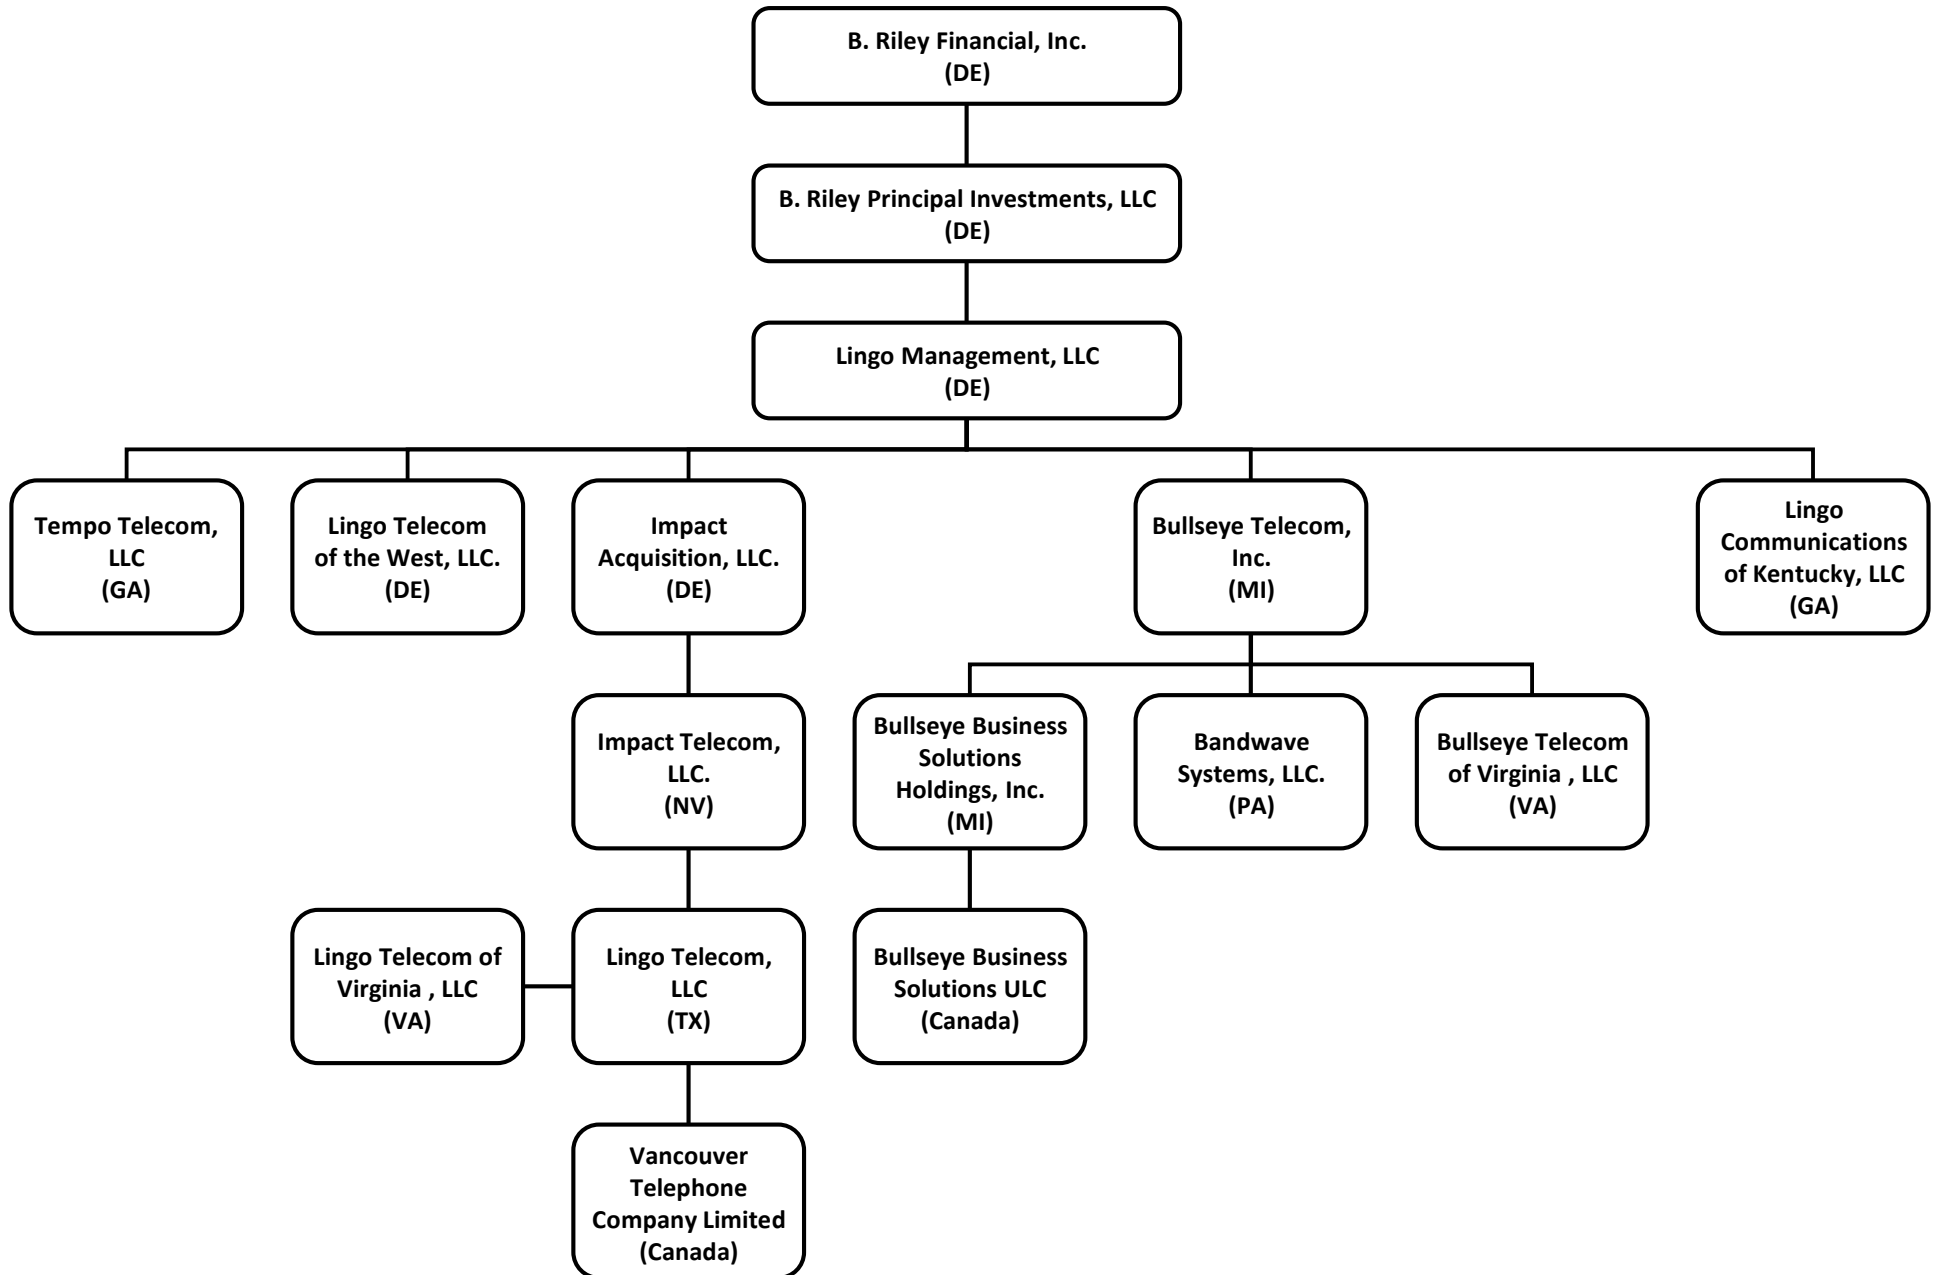 B. Riley Financial, Inc.
(DE)
B. Riley Principal Investments, LLC
(DE)
Lingo Management, LLC
(DE)
Tempo Telecom,
LLC
(GA)
Lingo Telecom
of the West, LLC.
(DE)
Impact
Acquisition, LLC.
(DE)
Bullseye Telecom,
Inc.
(MI)
Lingo
Communications
of Kentucky, LLC
(GA)
Impact Telecom,
LLC.
(NV)
Bullseye Business
Solutions
Holdings, Inc.
(MI)
Bandwave
Systems, LLC.
(PA)
Bullseye Telecom
of Virginia , LLC
(VA)
Lingo Telecom of
Virginia , LLC
(VA)
Lingo Telecom,
LLC
(TX)
Bullseye Business
Solutions ULC
(Canada)
Vancouver
Telephone
Company Limited
(Canada)